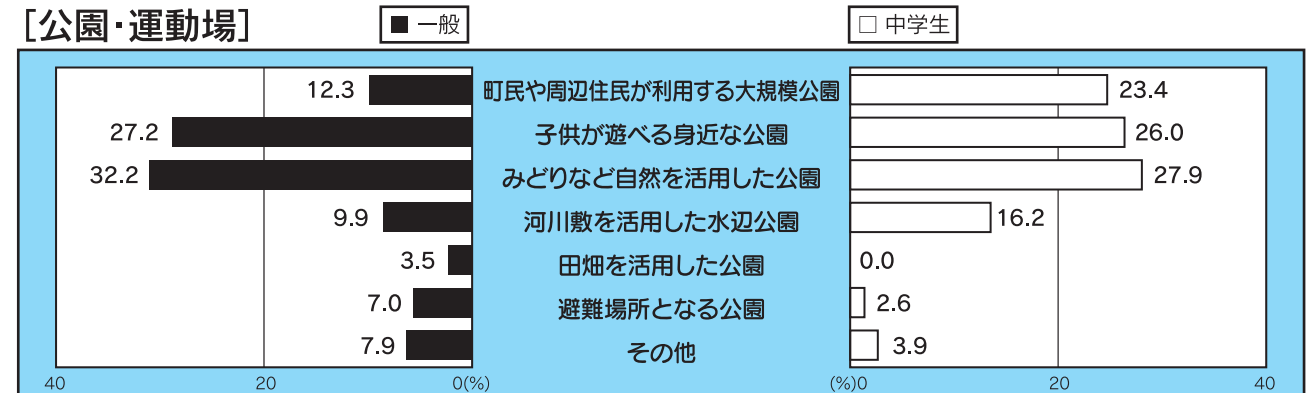 [公園・運動場]
■ 一般
□ 中学生
12.3 町民や周辺住民が利用する大規模公園 23.4
27.2 子供が遊べる身近な公園 26.0
32.2 みどりなど自然を活用した公園 27.9
9.9 河川敷を活用した水辺公園 16.2
3.5 田畑を活用した公園 0.0
7.0 避難場所となる公園 2.6
7.9 その他 3.9
40 20 0(%) (%)0 20 40